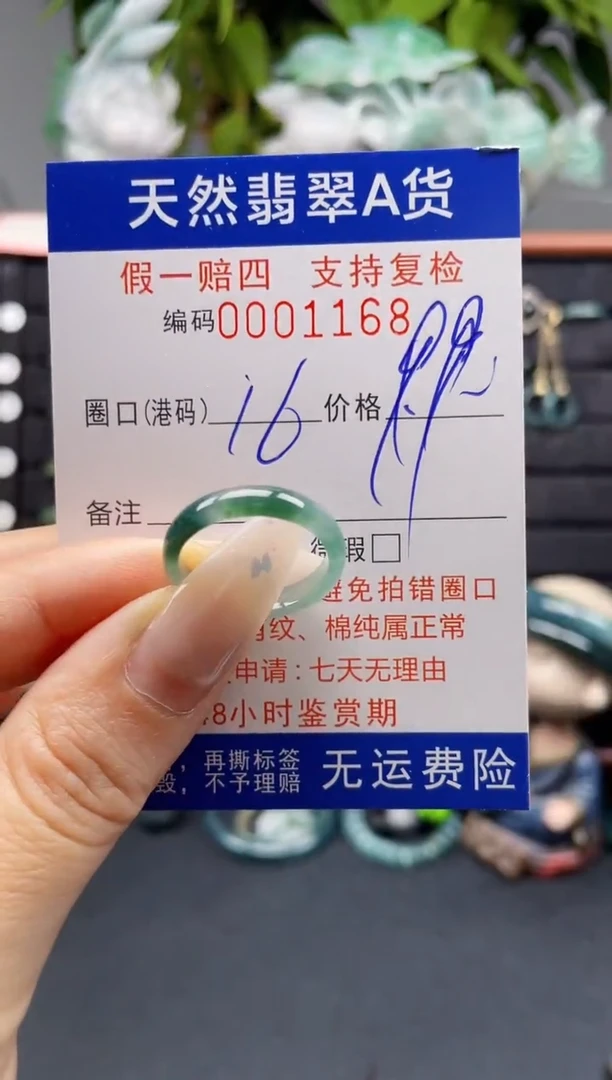 天然翡翠A货
假一赔四 支持复检
编码0001168
圈口(港码) 16 价格
备注
微瑕□
避免拍错圈口
纹、棉纯属正常
申请:七天无理由
48小时鉴赏期
，再撕标签
毁，不予理赔
无运费险